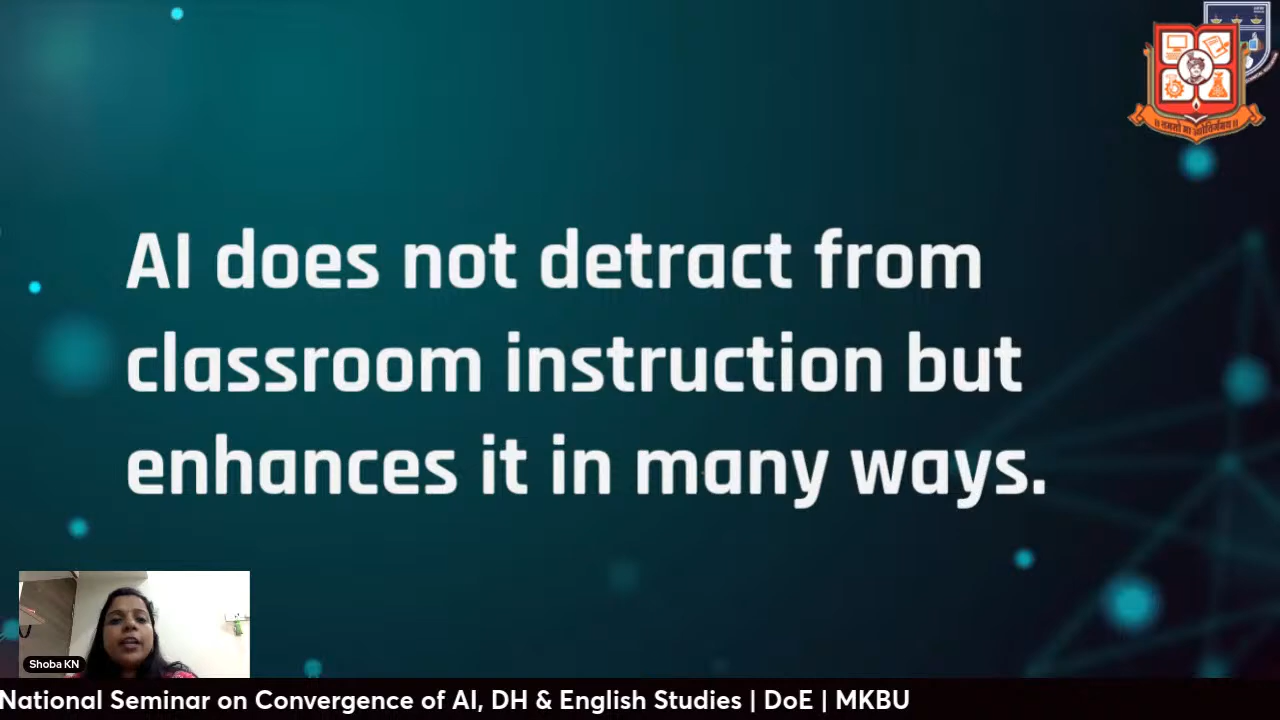 AI does not detract from
classroom instruction but
enhances it in many ways.
Shoba KN
National Seminar on Convergence of AI, DH & English Studies | DoE | MKBU